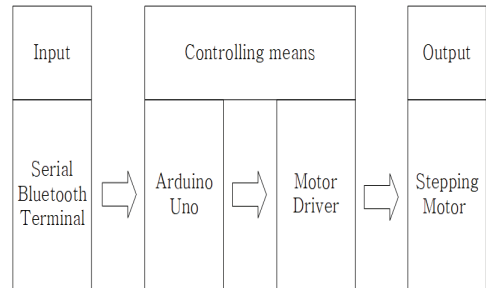 Input
Controlling means
Output
Serial
Bluetooth
Terminal
Arduino
Uno
Motor
Driver
Stepping
Motor